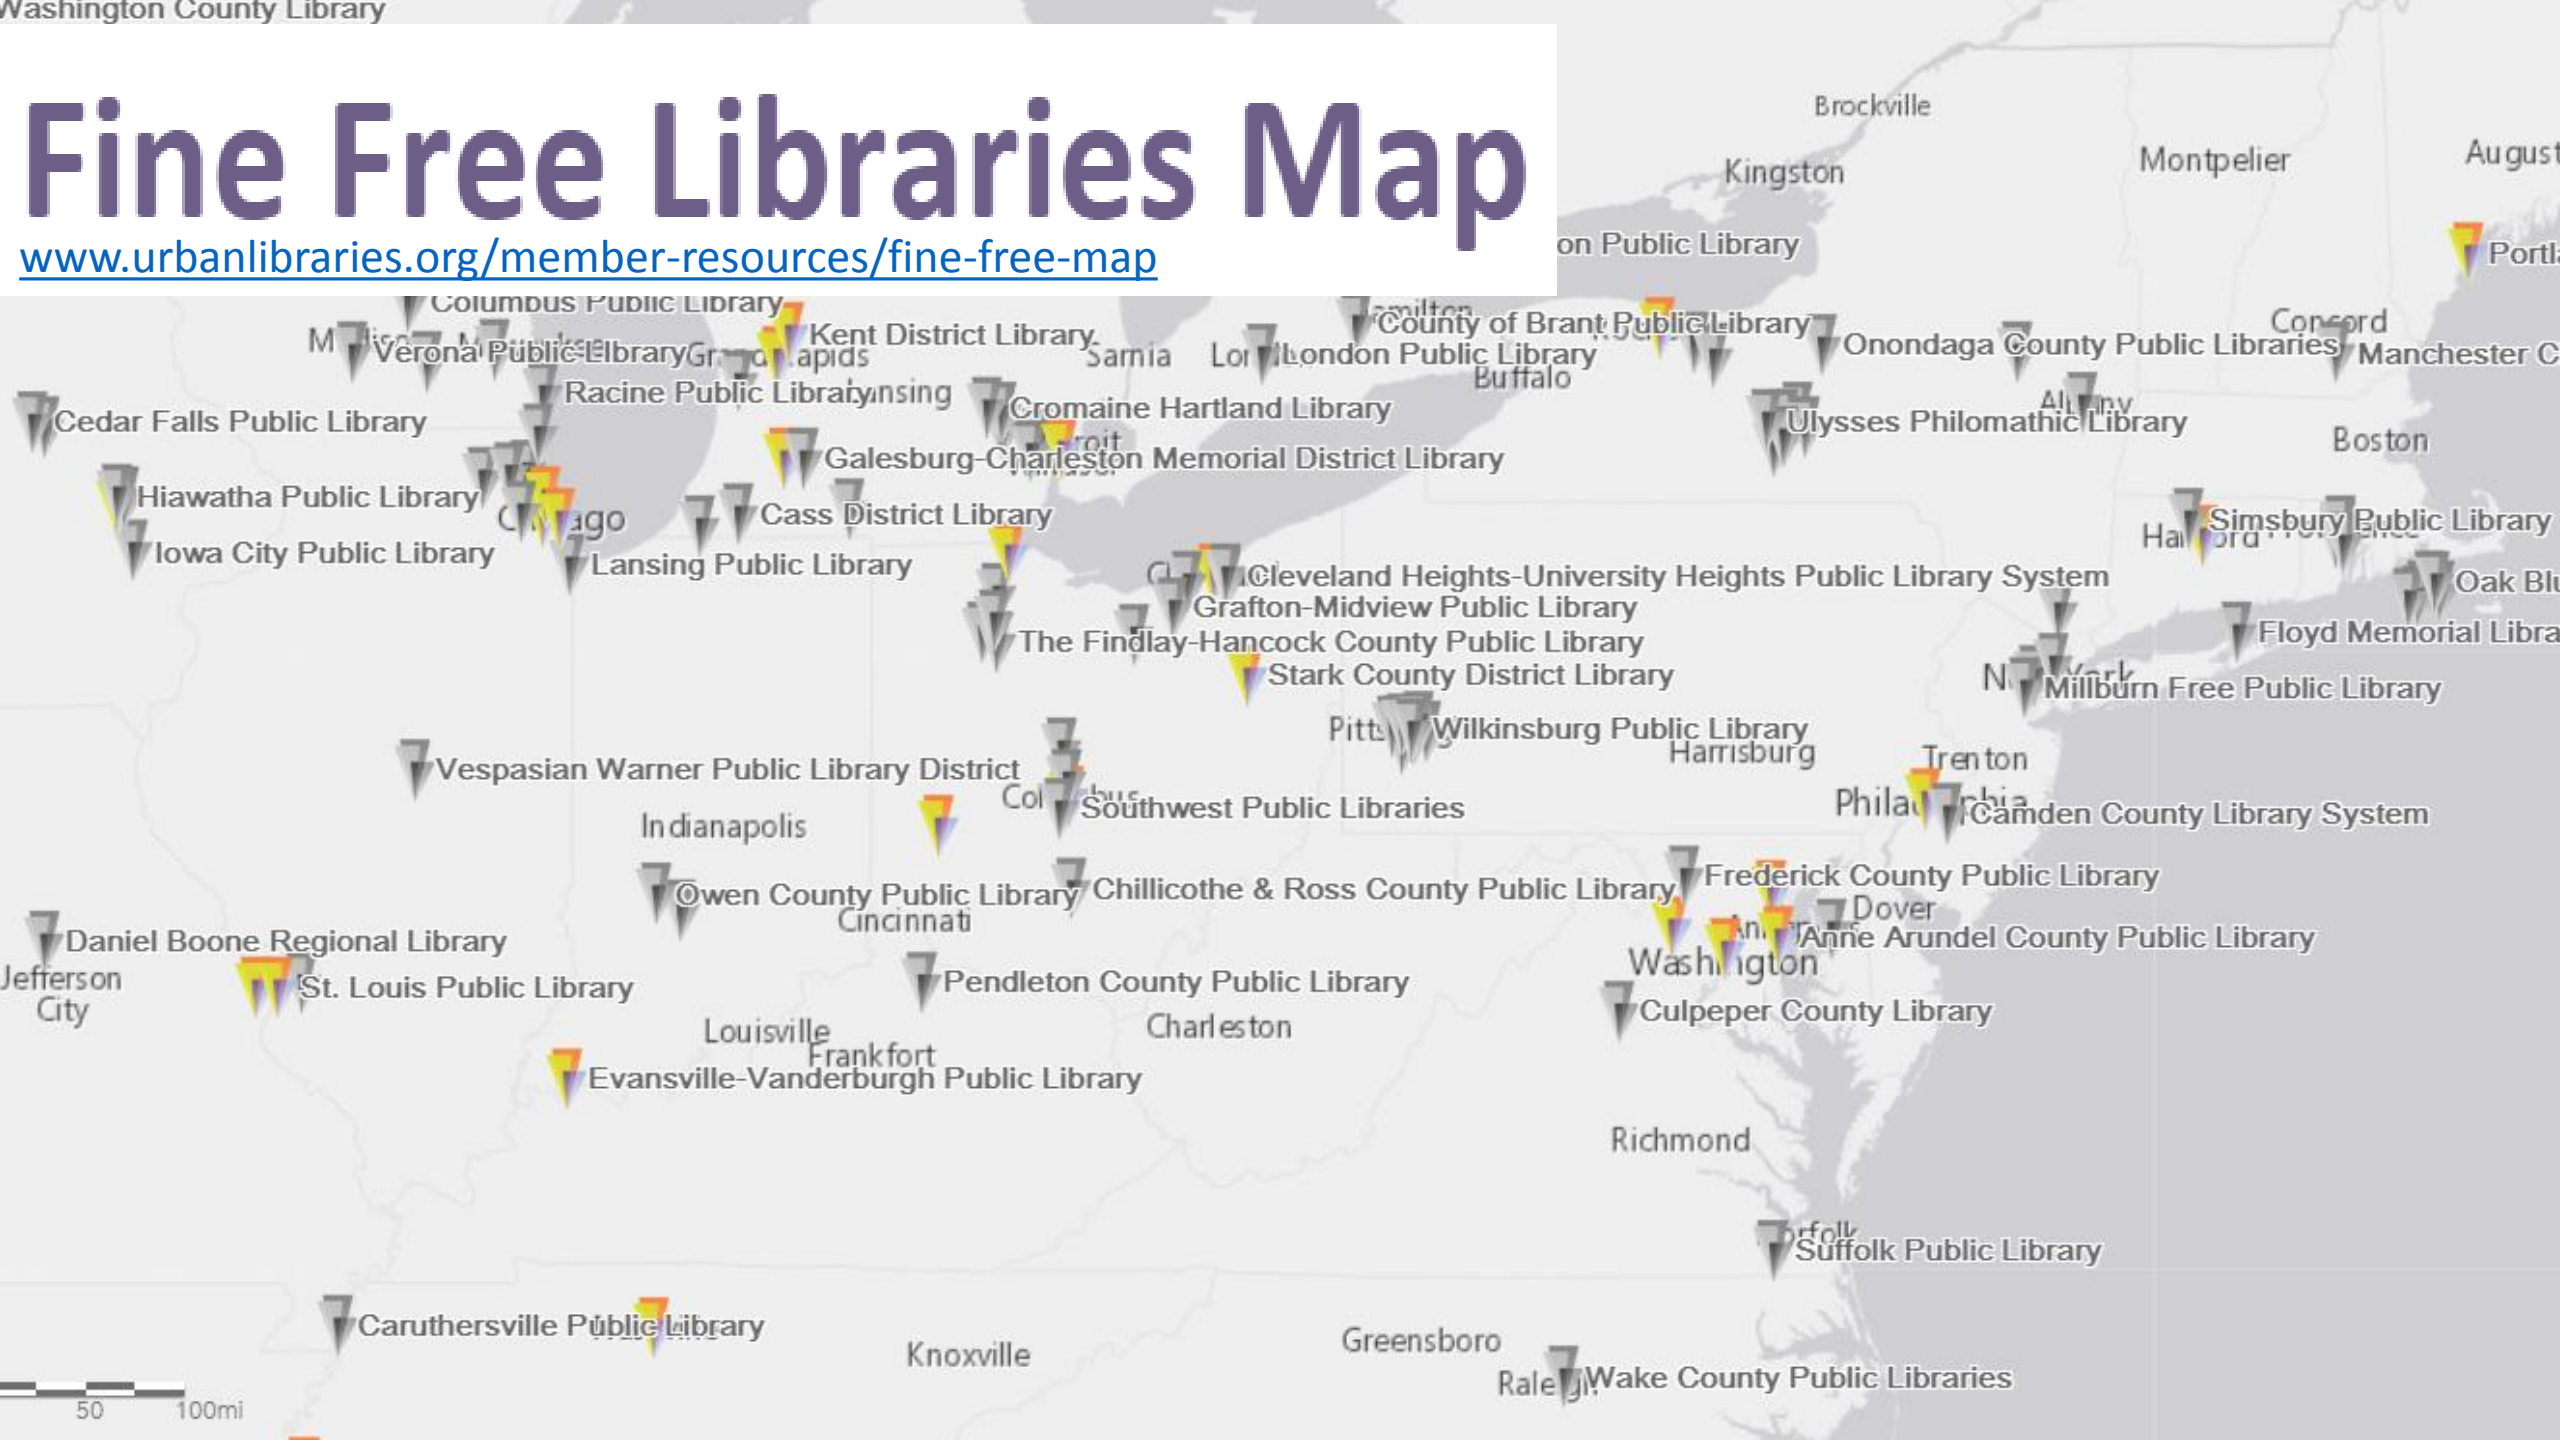 Washington County Library
Fine Free Libraries Map
www.urbanlibraries.org/member-resources/fine-free-map
Brockville
Kingston
Montpelier
August
on Public Library
Portl
Columbus Public Library
Kent District Library
County of Brant Public Library
Concord
Verona Public Library
Sarnia
London Public Library
Onondaga County Public Libraries
Manchester C
Buffalo
Racine Public Library
Cromaine Hartland Library
Cedar Falls Public Library
Ulysses Philomathic Library
Boston
Galesburg-Charleston Memorial District Library
Hiawatha Public Library
Cass District Library
Simsbury Public Library
Iowa City Public Library
Lansing Public Library
Cleveland Heights-University Heights Public Library System
Oak Blu
Grafton-Midview Public Library
Floyd Memorial Libra
The Findlay-Hancock County Public Library
Stark County District Library
Millburn Free Public Library
Wilkinsburg Public Library
Harrisburg
Trenton
Vespasian Warner Public Library District
Southwest Public Libraries
Camden County Library System
Indianapolis
Frederick County Public Library
Owen County Public Library
Chillicothe & Ross County Public Library
Cincinnati
Dover
Daniel Boone Regional Library
Anne Arundel County Public Library
Washington
Jefferson
City
St. Louis Public Library
Pendleton County Public Library
Culpeper County Library
Louisville
Charleston
Frankfort
Evansville-Vanderburgh Public Library
Richmond
Suffolk Public Library
Caruthersville Public Library
Knoxville
Greensboro
Wake County Public Libraries
50
100mi